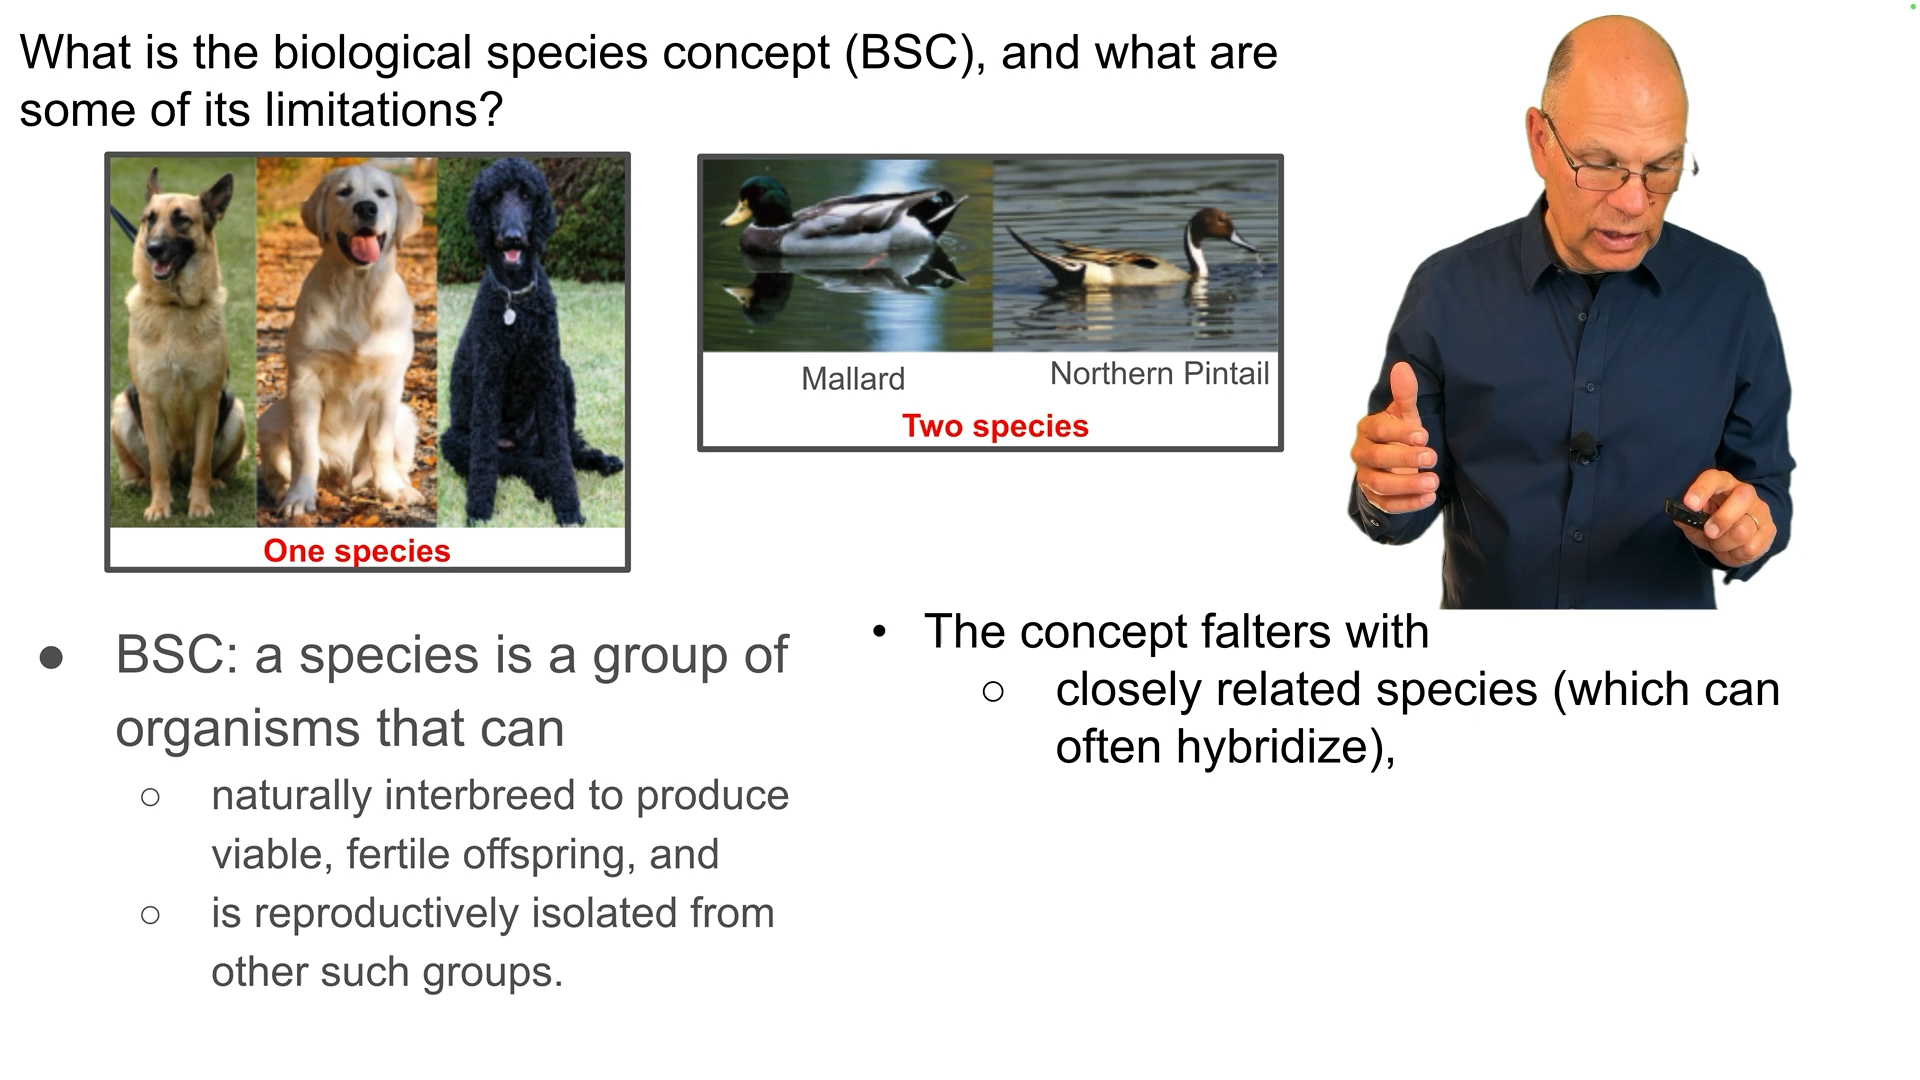 What is the biological species concept (BSC), and what are
some of its limitations?
One species
Mallard
Northern Pintail
Two species
● BSC: a species is a group of
organisms that can
○ naturally interbreed to produce
viable, fertile offspring, and
○ is reproductively isolated from
other such groups.
• The concept falters with
○ closely related species (which can
often hybridize),